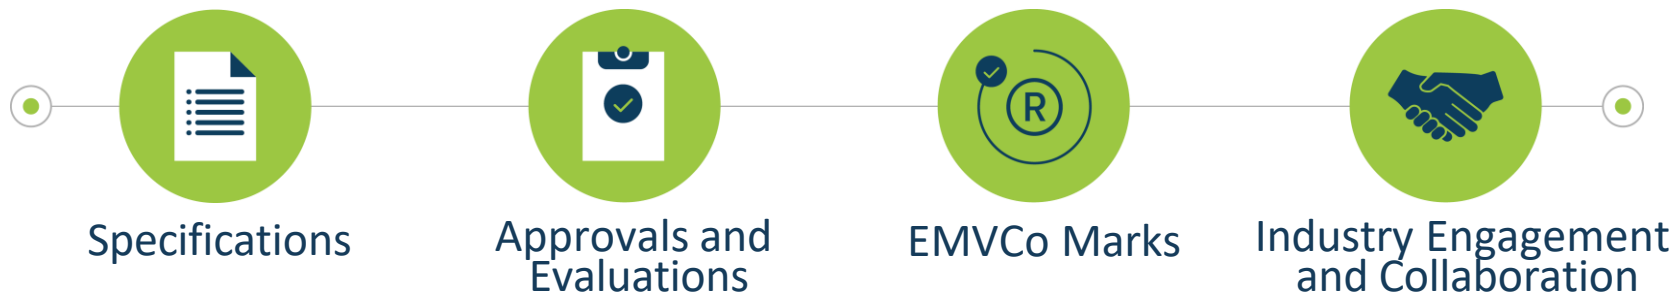 R
Specifications
Approvals and
Evaluations
EMVCo Marks
Industry Engagement
and Collaboration